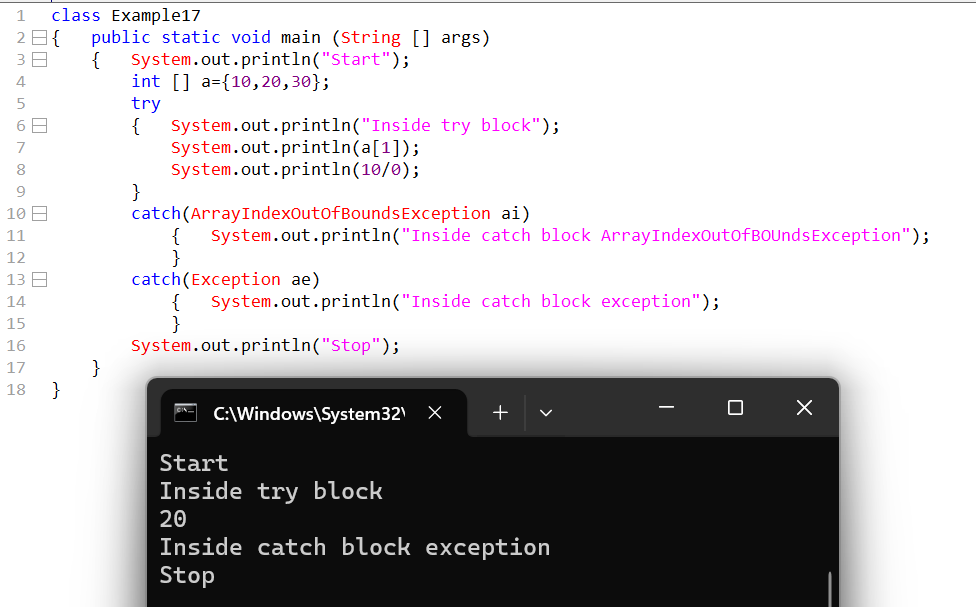 1 class Example17
2 { public static void main (String [] args)
3 { System.out.println("Start");
4 int [] a={10,20,30};
5 try
6 { System.out.println("Inside try block");
7 System.out.println(a[1]);
8 System.out.println(10/0);
9 }
10 catch(ArrayIndexOutOfBoundsException ai)
11 { System.out.println("Inside catch block ArrayIndexOutOfBOUndsException");
12 }
13 catch(Exception ae)
14 { System.out.println("Inside catch block exception");
15 }
16 System.out.println("Stop");
17 }
18 }
C:\Windows\System32\
Start
Inside try block
20
Inside catch block exception
Stop